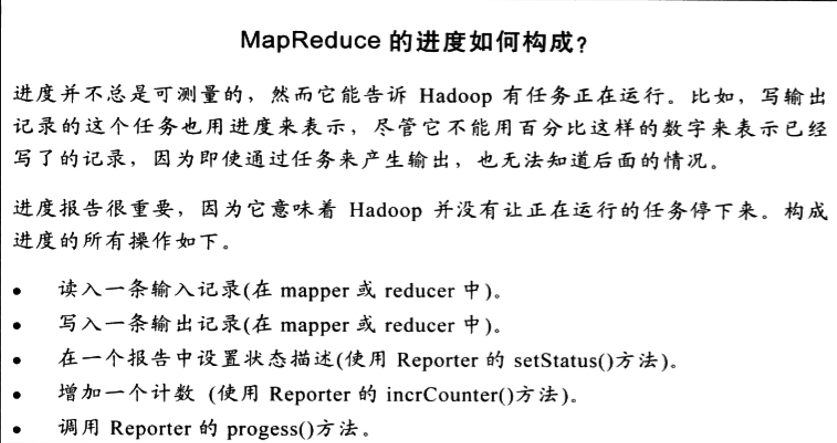 MapReduce 的进度如何构成?
进度并不总是可测量的，然而它能告诉 Hadoop 有任务正在运行。比如，写输出
记录的这个任务也用进度来表示，尽管它不能用百分比这样的数字来表示已经
写了的记录，因为即使通过任务来产生输出，也无法知道后面的情况。
进度报告很重要，因为它意味着 Hadoop 并没有让正在运行的任务停下来。构成
进度的所有操作如下。
• 读入一条输入记录(在 mapper 或 reducer 中)。
• 写入一条输出记录(在 mapper 或 reducer 中)。
• 在一个报告中设置状态描述(使用 Reporter 的 setStatus()方法)。
• 增加一个计数 (使用 Reporter 的 incrCounter()方法)。
• 调用 Reporter 的 progess()方法。